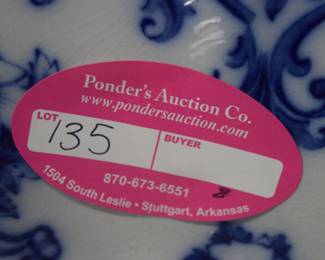 Ponder's Auction Co.
www.pondersauction.com
LOT
135
BUYER
870-673-6551
1504 South Leslie • Stuttgart, Arkansas